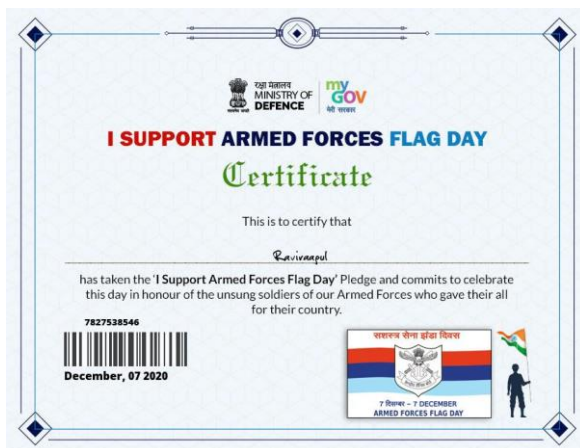 रक्षा मंत्रालय
MINISTRY OF
DEFENCE
my
GOV
मेरी सरकार
I SUPPORT ARMED FORCES FLAG DAY
Certificate
This is to certify that
Raviraapul
has taken the 'I Support Armed Forces Flag Day' Pledge and commits to celebrate
this day in honour of the unsung soldiers of our Armed Forces who gave their all
for their country.
7827538546
December, 07 2020
सशस्त्र सेना झंडा दिवस
7 दिसम्बर – 7 DECEMBER
ARMED FORCES FLAG DAY